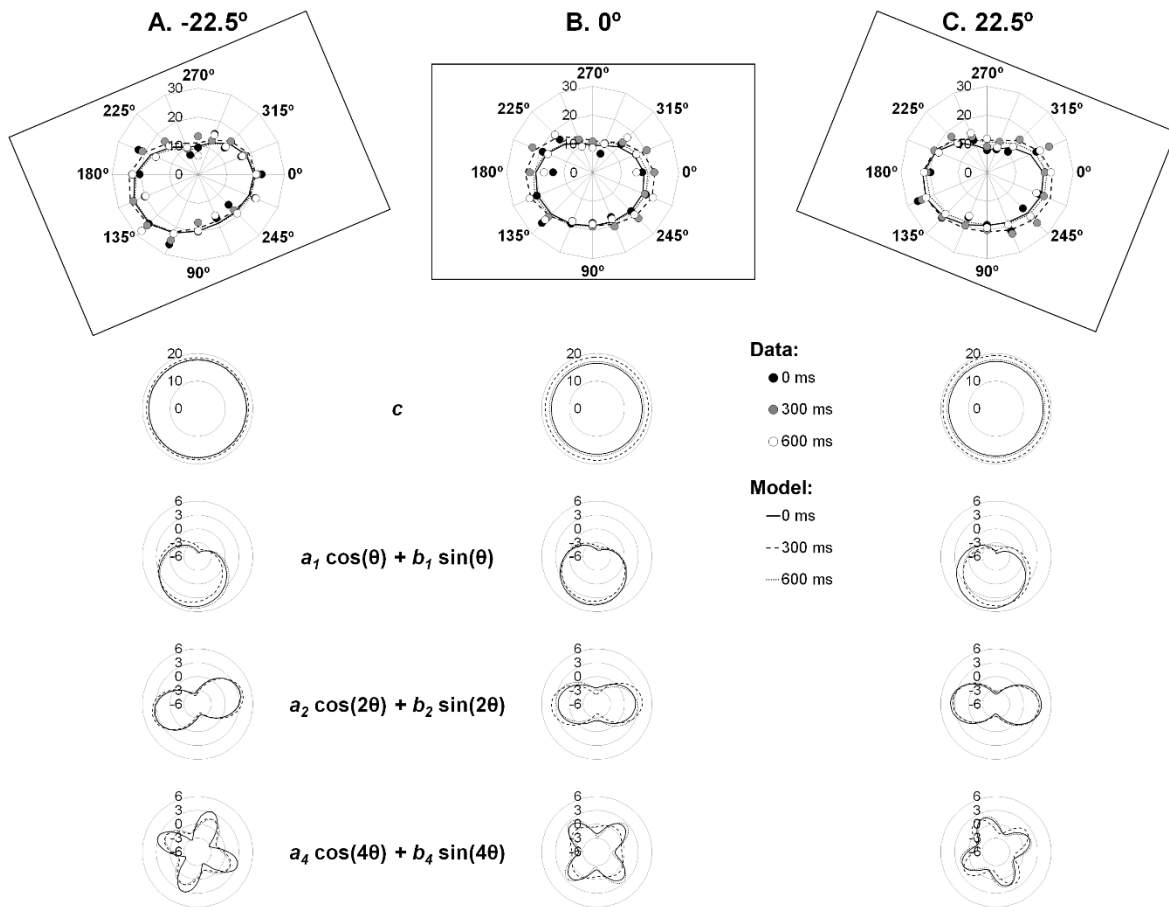 A. -22.5º
B. 0º
C. 22.5º
270º
30
225º
315º
20
10
180º
0
0º
135º
245º
90º
270º
30
225º
315º
20
10
180º
0
0º
135º
245º
90º
270º
30
225º
315º
20
10
180º
0
0º
135º
245º
90º
20
10
0
c
20
10
0
20
10
0
Data:
0 ms
300 ms
600 ms
Model:
0 ms
300 ms
600 ms
6
3
0
-3
-6
a1 cos(θ) + b1 sin(θ)
6
3
0
-3
-6
6
3
0
-3
-6
6
3
0
-3
-6
a2 cos(2θ) + b2 sin(2θ)
6
3
0
-3
-6
6
3
0
-3
-6
6
3
0
-3
-6
a4 cos(4θ) + b4 sin(4θ)
6
3
0
-3
-6
6
3
0
-3
-6